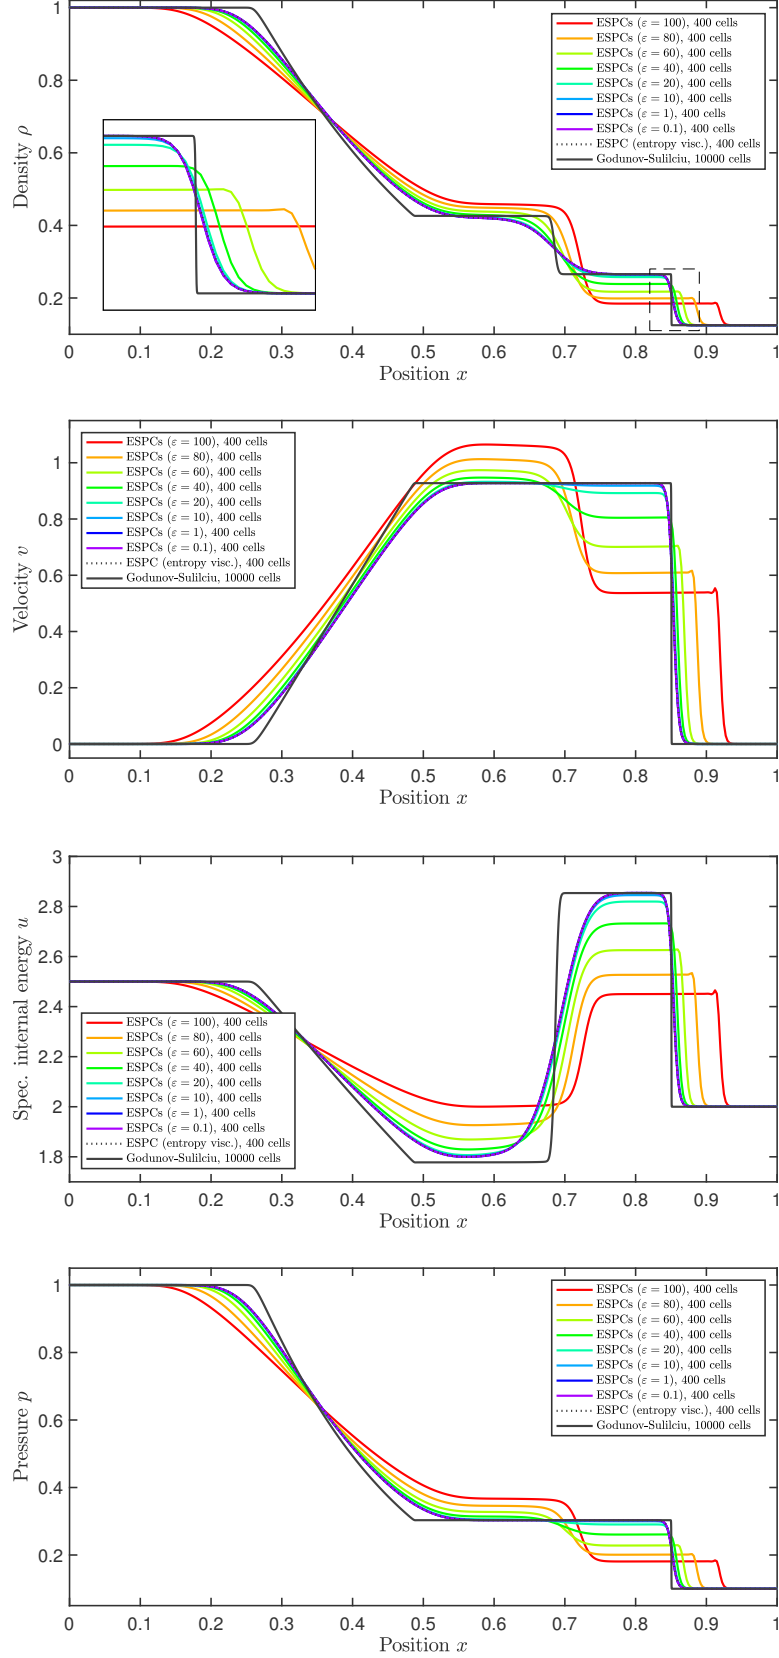 1
0.8
0.6
0.4
0.2
Density ρ
ESPCs (ε = 100), 400 cells
ESPCs (ε = 80), 400 cells
ESPCs (ε = 60), 400 cells
ESPCs (ε = 40), 400 cells
ESPCs (ε = 20), 400 cells
ESPCs (ε = 10), 400 cells
ESPCs (ε = 1), 400 cells
ESPCs (ε = 0.1), 400 cells
ESPC (entropy visc.), 400 cells
Godunov-Sulilciu, 10000 cells
0 0.1 0.2 0.3 0.4 0.5 0.6 0.7 0.8 0.9 1
Position x
1
0.8
0.6
0.4
0.2
0
Velocity v
ESPCs (ε = 100), 400 cells
ESPCs (ε = 80), 400 cells
ESPCs (ε = 60), 400 cells
ESPCs (ε = 40), 400 cells
ESPCs (ε = 20), 400 cells
ESPCs (ε = 10), 400 cells
ESPCs (ε = 1), 400 cells
ESPCs (ε = 0.1), 400 cells
ESPC (entropy visc.), 400 cells
Godunov-Sulilciu, 10000 cells
0 0.1 0.2 0.3 0.4 0.5 0.6 0.7 0.8 0.9 1
Position x
3
2.8
2.6
2.4
2.2
2
1.8
Spec. internal energy u
ESPCs (ε = 100), 400 cells
ESPCs (ε = 80), 400 cells
ESPCs (ε = 60), 400 cells
ESPCs (ε = 40), 400 cells
ESPCs (ε = 20), 400 cells
ESPCs (ε = 10), 400 cells
ESPCs (ε = 1), 400 cells
ESPCs (ε = 0.1), 400 cells
ESPC (entropy visc.), 400 cells
Godunov-Sulilciu, 10000 cells
0 0.1 0.2 0.3 0.4 0.5 0.6 0.7 0.8 0.9 1
Position x
1
0.8
0.6
0.4
0.2
Pressure p
ESPCs (ε = 100), 400 cells
ESPCs (ε = 80), 400 cells
ESPCs (ε = 60), 400 cells
ESPCs (ε = 40), 400 cells
ESPCs (ε = 20), 400 cells
ESPCs (ε = 10), 400 cells
ESPCs (ε = 1), 400 cells
ESPCs (ε = 0.1), 400 cells
ESPC (entropy visc.), 400 cells
Godunov-Sulilciu, 10000 cells
0 0.1 0.2 0.3 0.4 0.5 0.6 0.7 0.8 0.9 1
Position x